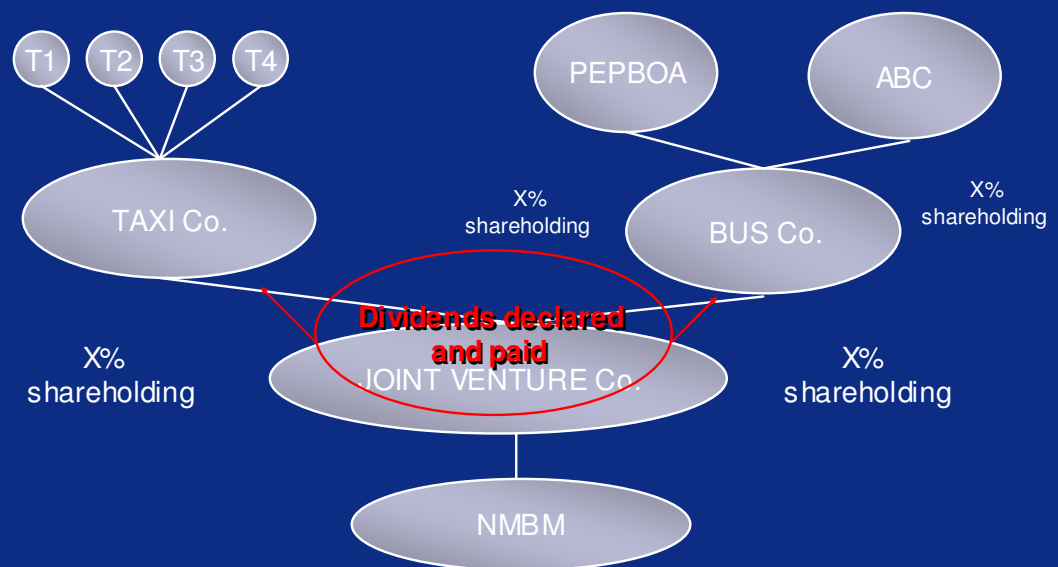 T1 T2 T3 T4
PEPBOA
ABC
TAXI Co.
X%
shareholding
BUS Co.
X%
shareholding
Dividends declared
and paid
X%
shareholding
JOINT VENTURE Co.
X%
shareholding
NMBM